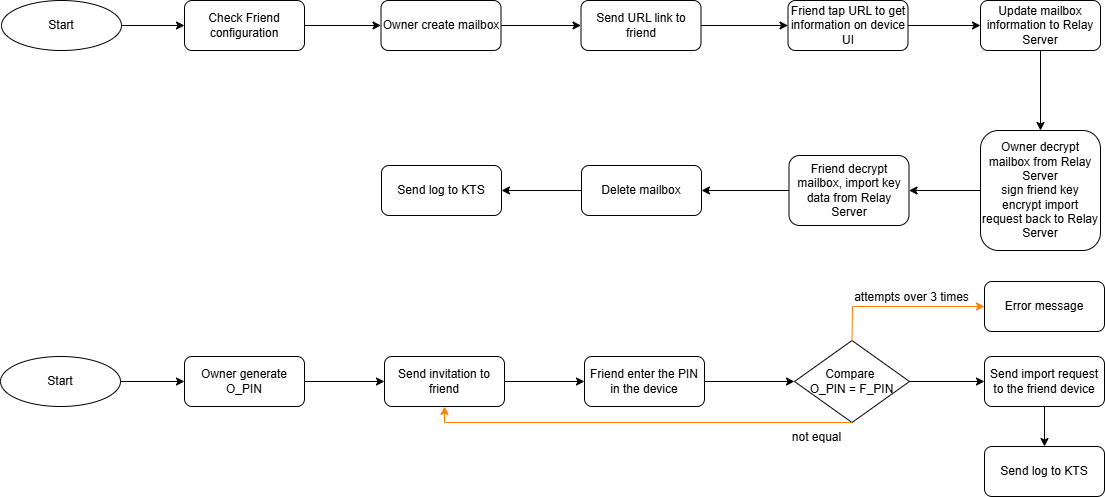 Start
Check Friend
configuration
Owner create mailbox
Send URL link to
friend
Friend tap URL to get
information on device
UI
Update mailbox
information to Relay
Server
Owner decrypt
mailbox from Relay
Server
sign friend key
encrypt import
request back to Relay
Server
Friend decrypt
mailbox, import key
data from Relay
Server
Delete mailbox
Send log to KTS
Start
Owner generate
O_PIN
Send invitation to
friend
Friend enter the PIN
in the device
Compare
O_PIN = F_PIN
attempts over 3 times
Error message
not equal
Send import request
to the friend device
Send log to KTS